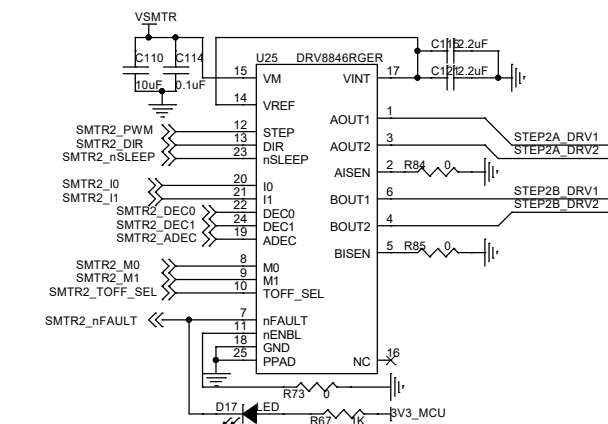 VSMTR
C110
C114
10uF
0.1uF
U25
DRV8846RGER
C115
2.2uF
C121
2.2uF
15
VM
VINT
17
14
VREF
SMTR2_PWM
12
STEP
AOUT1
1
SMTR2_DIR
13
DIR
SMTR2_nSLEEP
23
nSLEEP
AOUT2
3
STEP2A_DRV1
STEP2A_DRV2
AISEN
2
R84
0
SMTR2_I0
20
I0
SMTR2_I1
21
I1
BOUT1
6
STEP2B_DRV1
STEP2B_DRV2
SMTR2_DEC0
22
DEC0
SMTR2_DEC1
24
DEC1
BOUT2
4
SMTR2_ADEC
19
ADEC
BISEN
5
R85
0
SMTR2_M0
8
M0
SMTR2_M1
9
M1
SMTR2_TOFF_SEL
10
TOFF_SEL
SMTR2_nFAULT
7
nFAULT
11
nENBL
18
GND
25
PPAD
NC
16
R73
0
D17
LED
R67
1K
3V3_MCU